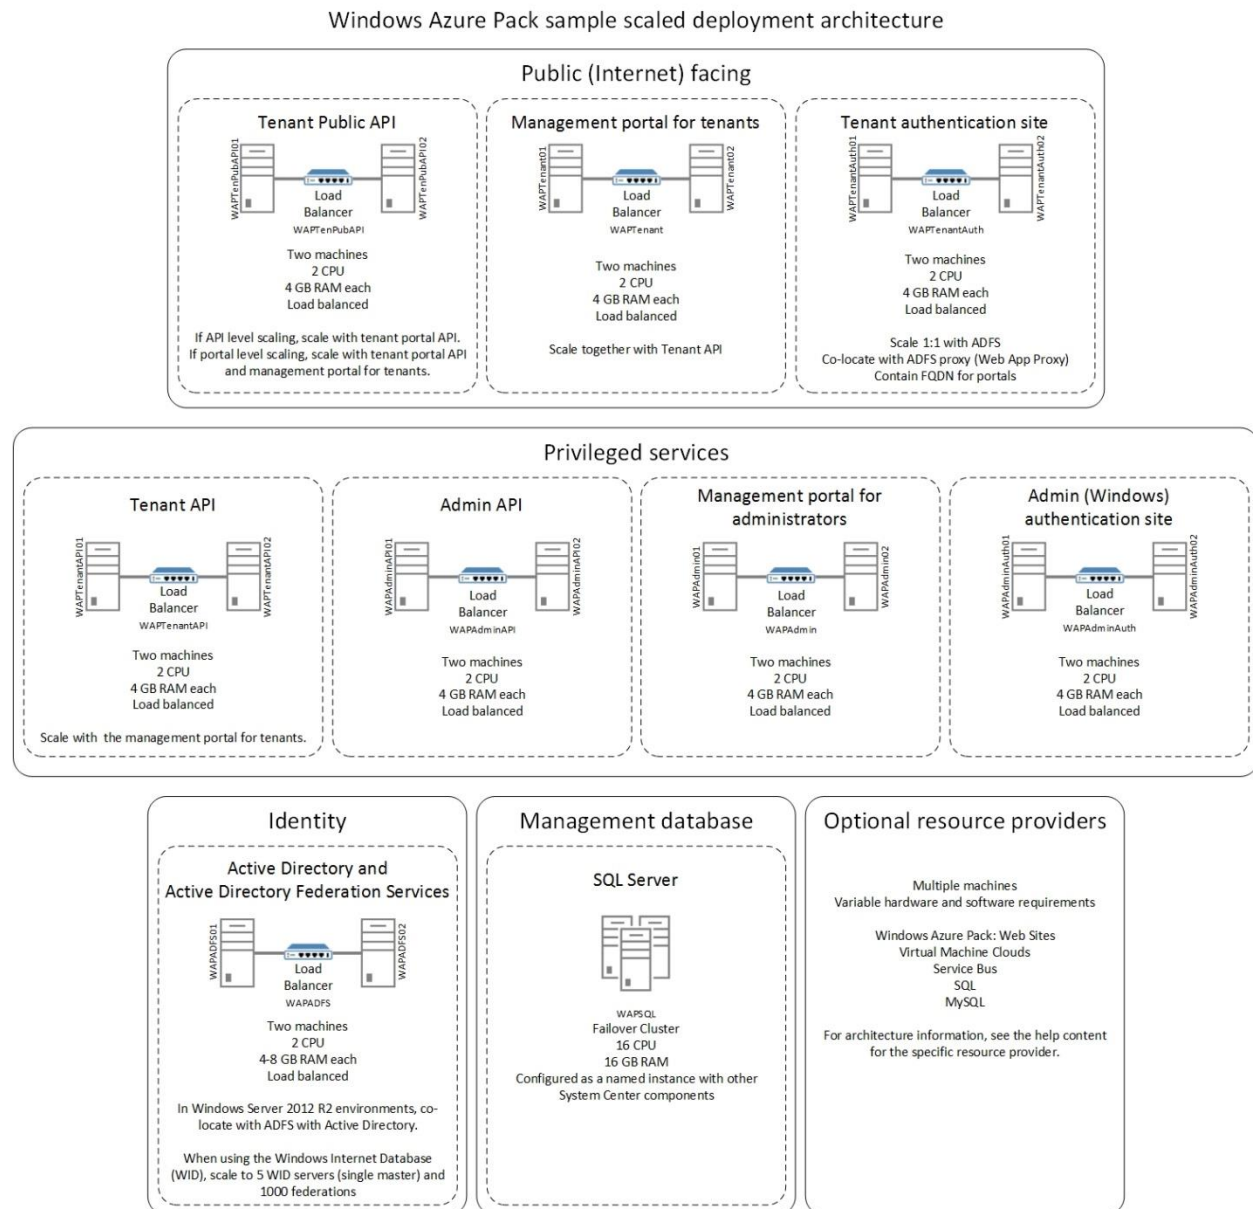 Windows Azure Pack sample scaled deployment architecture
Public (Internet) facing
Tenant Public API
WAPTenPubAPI01
WAPTenPubAPI02
Load
Balancer
WAPTenPubAPI
Two machines
2 CPU
4 GB RAM each
Load balanced
If API level scaling, scale with tenant portal API.
If portal level scaling, scale with tenant portal API
and management portal for tenants.
Management portal for tenants
WAPTenant01
WAPTenant02
Load
Balancer
WAPTenant
Two machines
2 CPU
4 GB RAM each
Load balanced
Scale together with Tenant API
Tenant authentication site
WAPTenantAuth01
WAPTenantAuth02
Load
Balancer
WAPTenantAuth
Two machines
2 CPU
4 GB RAM each
Load balanced
Scale 1:1 with ADFS
Co-locate with ADFS proxy (Web App Proxy)
Contain FQDN for portals
Privileged services
Tenant API
WAPTenantAPI01
WAPTenantAPI02
Load
Balancer
WAPTenantAPI
Two machines
2 CPU
4 GB RAM each
Load balanced
Scale with the management portal for tenants.
Admin API
WAPAdminAPI01
WAPAdminAPI02
Load
Balancer
WAPAdminAPI
Two machines
2 CPU
4 GB RAM each
Load balanced
Management portal for
administrators
WAPAdmin01
WAPAdmin02
Load
Balancer
WAPAdmin
Two machines
2 CPU
4 GB RAM each
Load balanced
Admin (Windows)
authentication site
WAPAdminAuth01
WAPAdminAuth02
Load
Balancer
WAPAdminAuth
Two machines
2 CPU
4 GB RAM each
Load balanced
Identity
Active Directory and
Active Directory Federation Services
WAPADFS01
WAPADFS02
Load
Balancer
WAPADFS
Two machines
2 CPU
4-8 GB RAM each
Load balanced
In Windows Server 2012 R2 environments, co-
locate with ADFS with Active Directory.
When using the Windows Internet Database
(WID), scale to 5 WID servers (single master) and
1000 federations
Management database
SQL Server
WAPSQL
Failover Cluster
16 CPU
16 GB RAM
Configured as a named instance with other
System Center components
Optional resource providers
Multiple machines
Variable hardware and software requirements
Windows Azure Pack: Web Sites
Virtual Machine Clouds
Service Bus
SQL
MySQL
For architecture information, see the help content
for the specific resource provider.